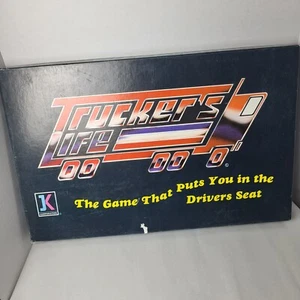 Trucker's
Life
The Game That Puts You in the
Drivers Seat
K